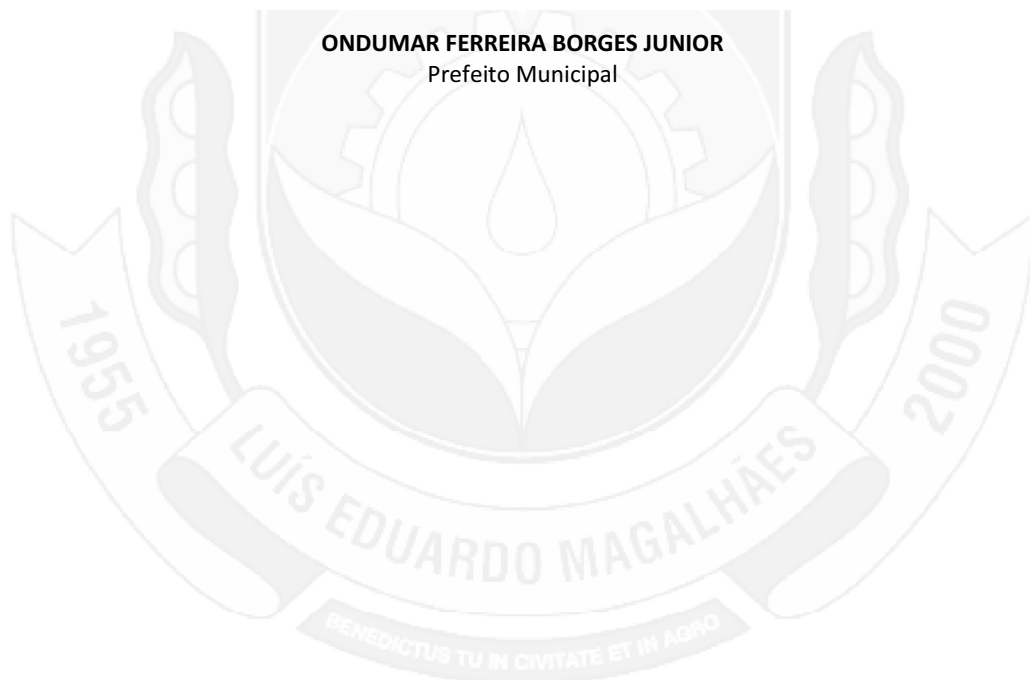 ONDUMAR FERREIRA BORGES JUNIOR
Prefeito Municipal
1955
2000
LUÍS EDUARDO MAGALHÃES
BENEDICTUS TU IN CIVITATE ET IN AGRO